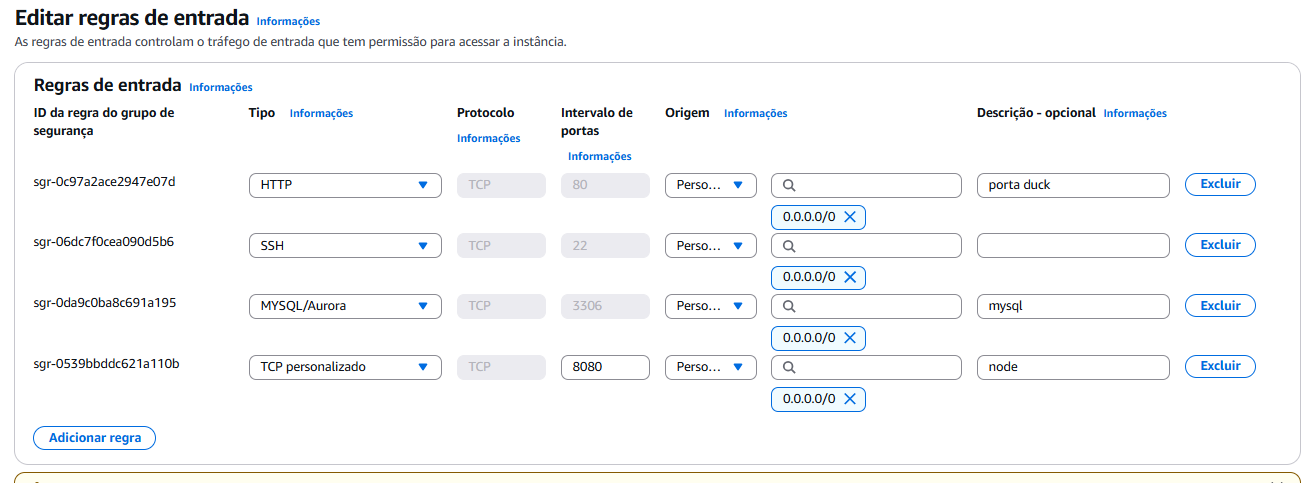 Editar regras de entrada Informações
As regras de entrada controlam o tráfego de entrada que tem permissão para acessar a instância.
Regras de entrada Informações
ID da regra do grupo de segurança Tipo Informações Protocolo Informações Intervalo de portas Informações Origem Informações Descrição - opcional Informações
sgr-0c97a2ace2947e07d HTTP TCP 80 Perso... porta duck Excluir
0.0.0.0/0
sgr-06dc7f0cea090d5b6 SSH TCP 22 Perso... Excluir
0.0.0.0/0
sgr-0da9c0ba8c691a195 MYSQL/Aurora TCP 3306 Perso... mysql Excluir
0.0.0.0/0
sgr-0539bbddc621a110b TCP personalizado TCP 8080 Perso... node Excluir
0.0.0.0/0
Adicionar regra